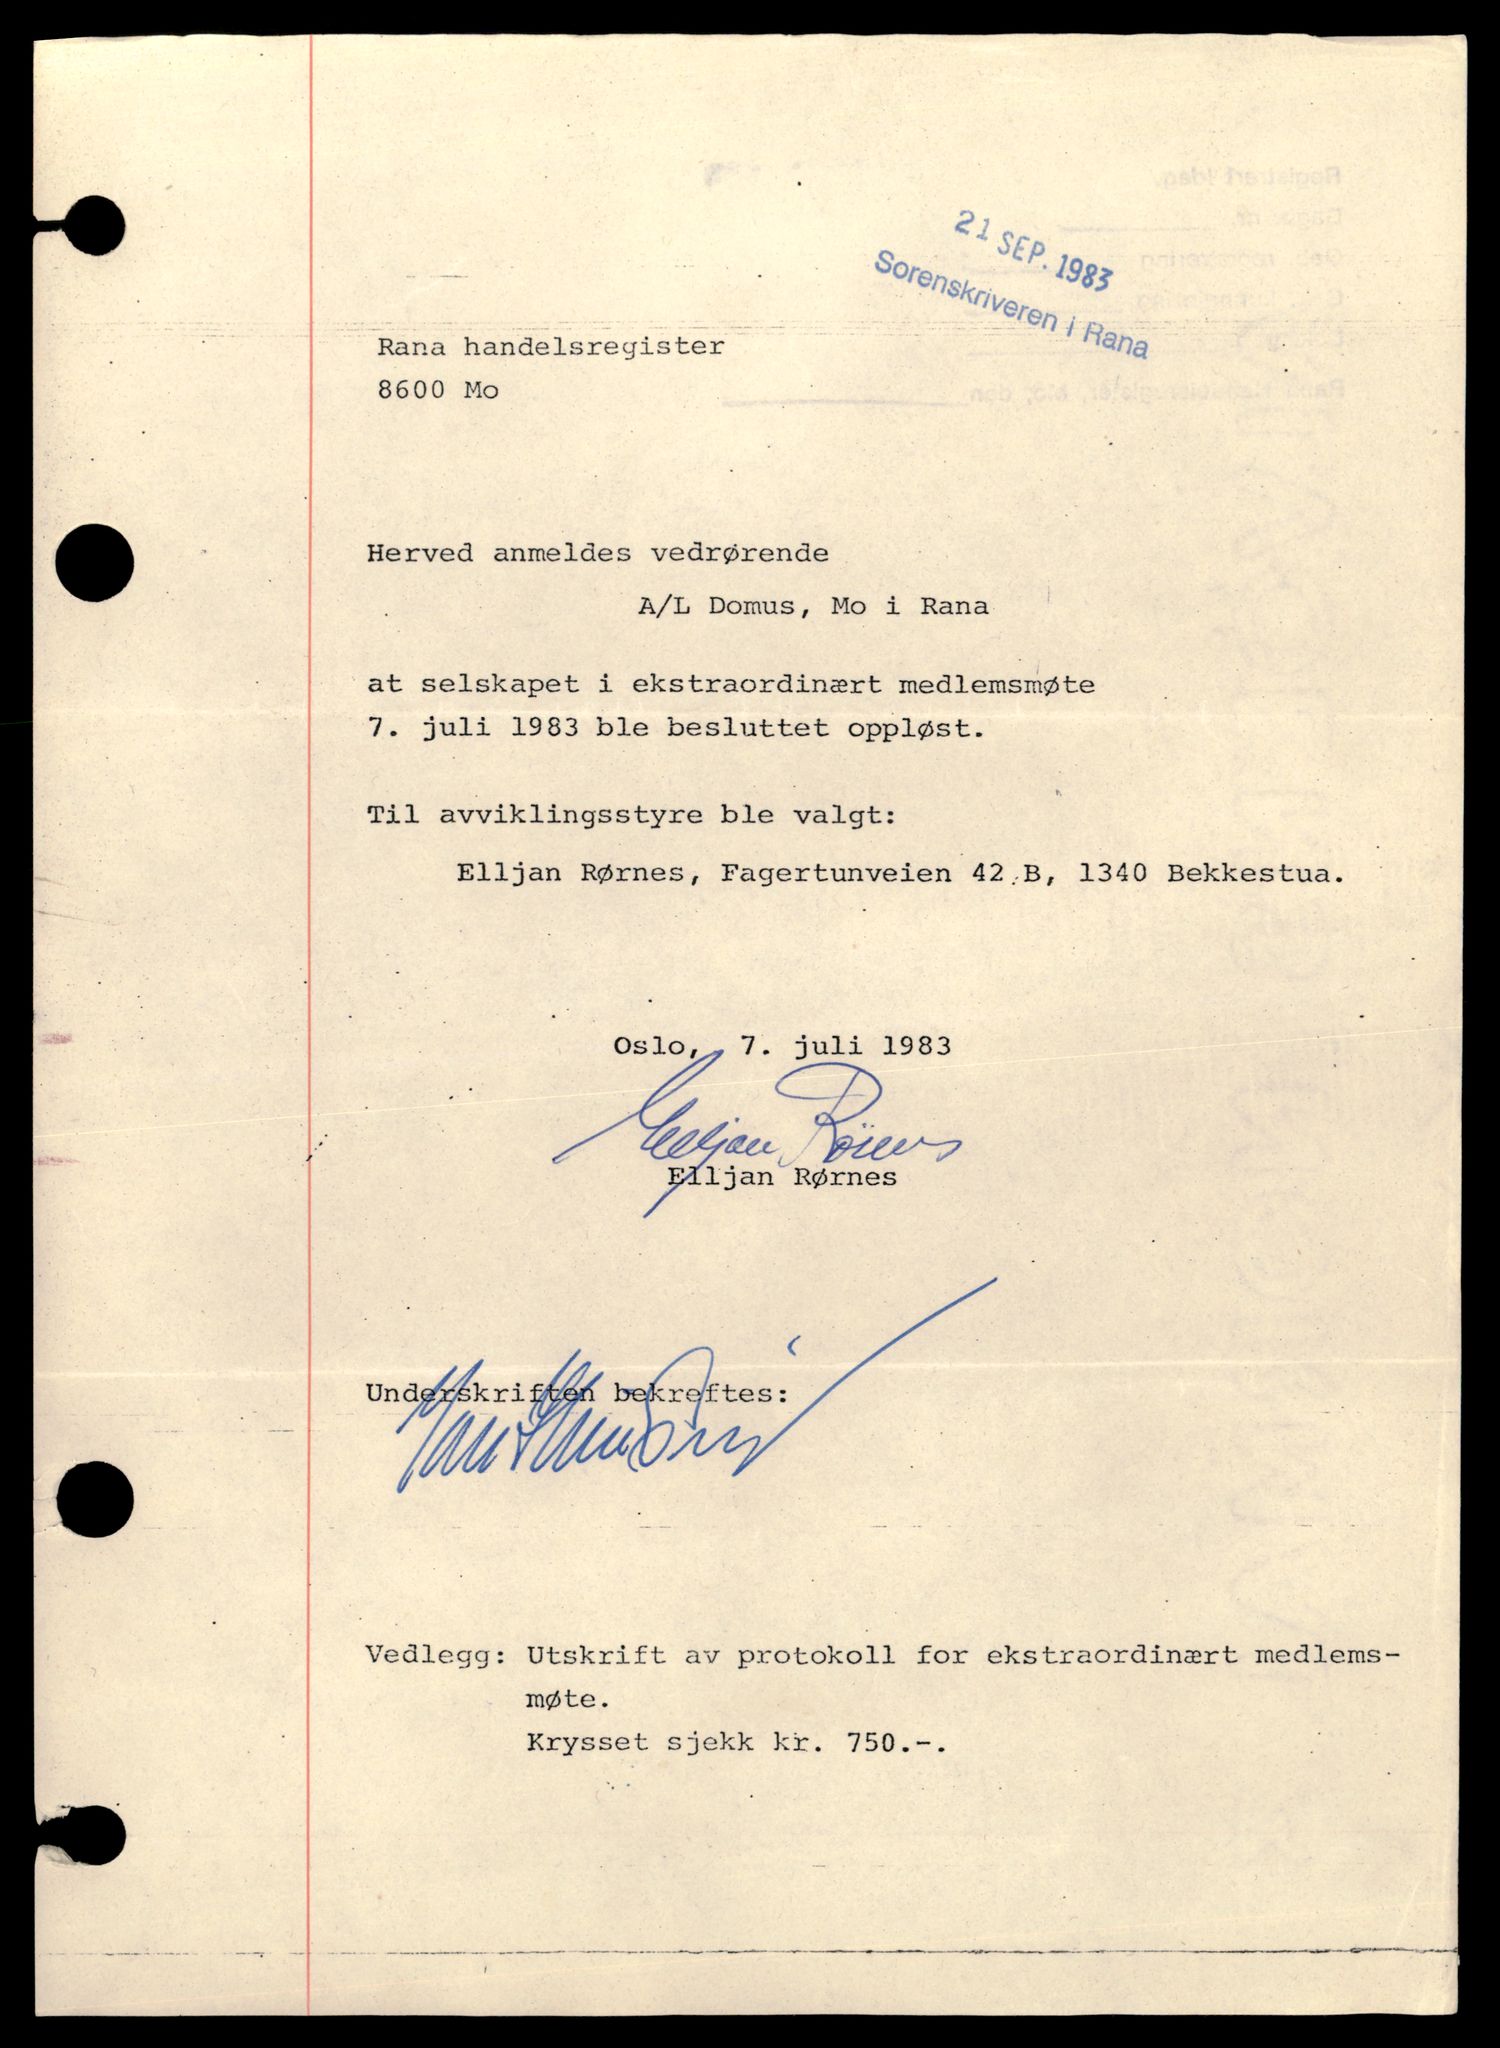 21 SEP. 1983
Sorenskriveren i Rana
Rana handelsregister
8600 Mo
Herved anmeldes vedrørende
A/L Domus, Mo i Rana
at selskapet i ekstraordinært medlemsmøte
7. juli 1983 ble besluttet oppløst.
Til avviklingsstyre ble valgt:
Elljan Rørnes, Fagertunveien 42 B, 1340 Bekkestua.
Oslo, 7. juli 1983
Elljan Rørnes
Elljan Rørnes
Underskriften bekreftes:
Vedlegg: Utskrift av protokoll for ekstraordinært medlems-
møte.
Krysset sjekk kr. 750.-.